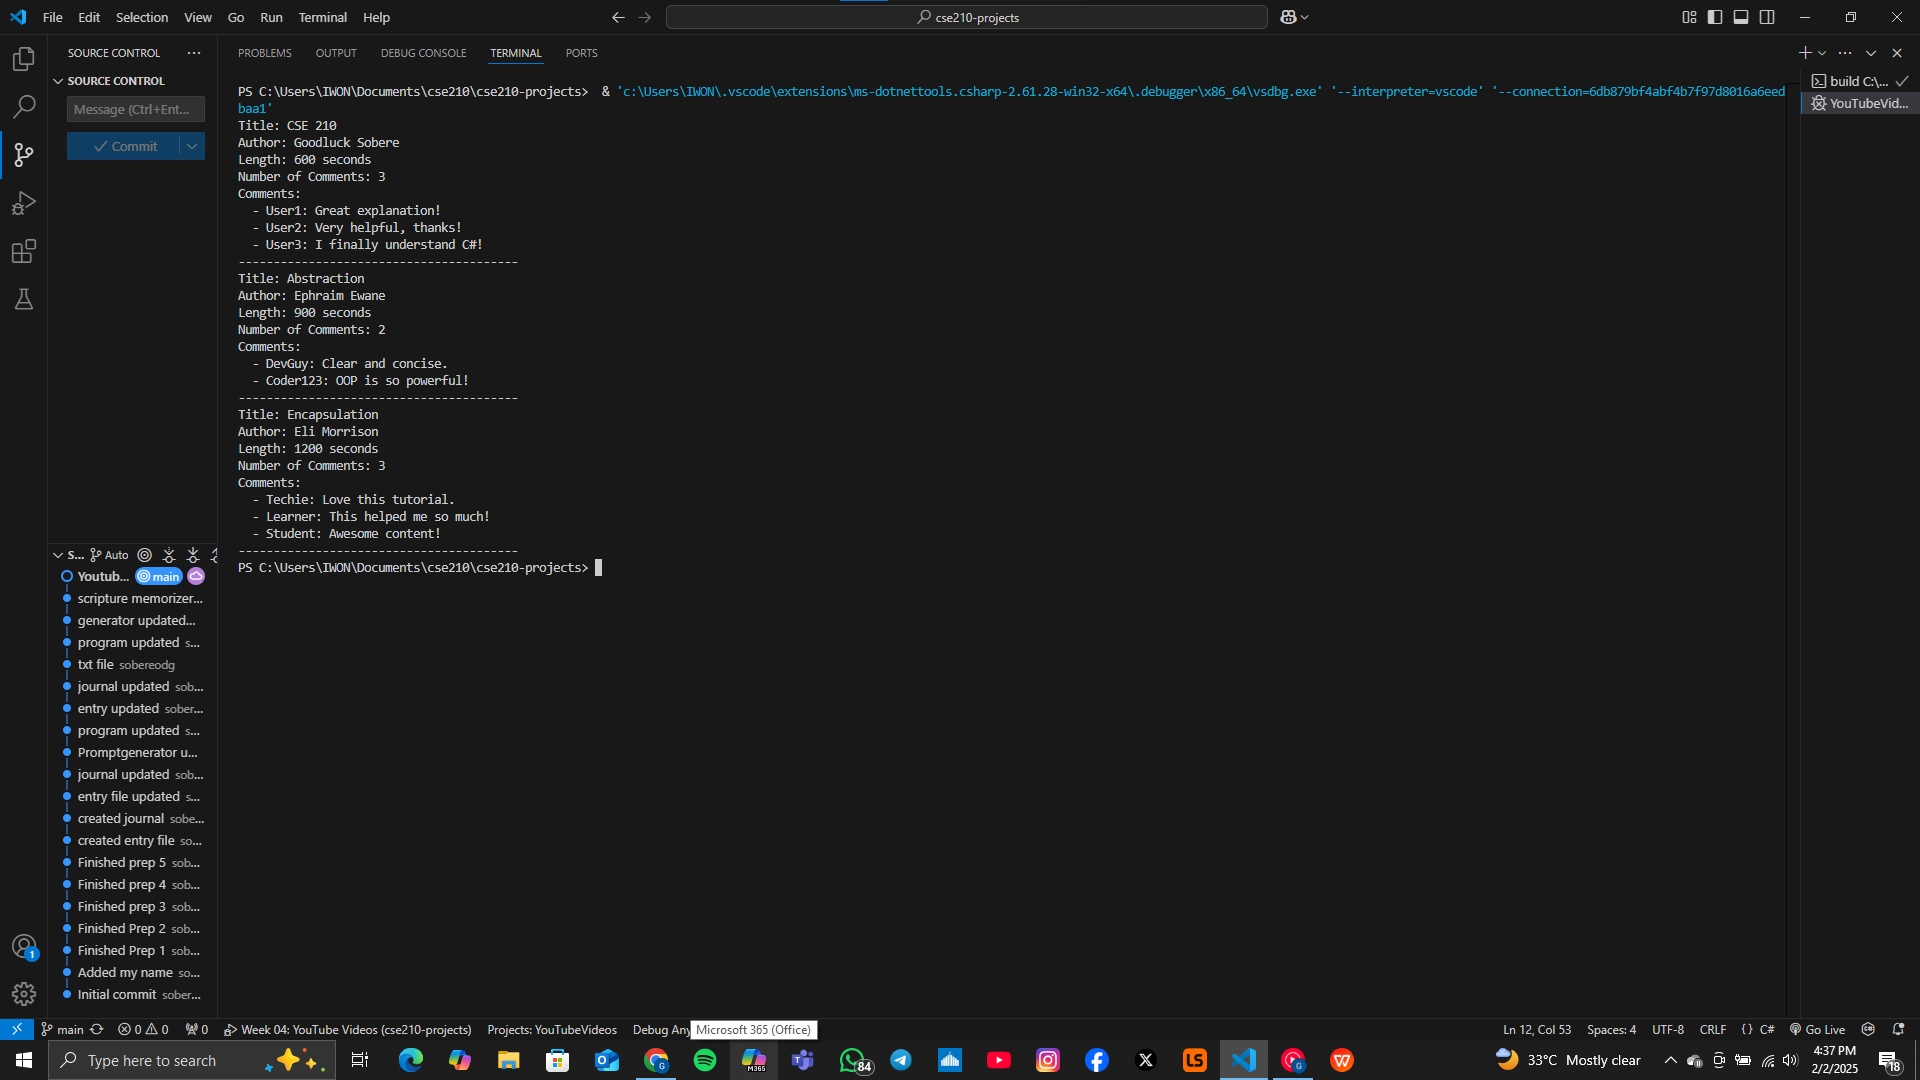 File Edit Selection View Go Run Terminal Help
cse210-projects
SOURCE CONTROL
SOURCE CONTROL
Message (Ctrl+Ent...
Commit
PROBLEMS OUTPUT DEBUG CONSOLE TERMINAL PORTS
PS C:\Users\IWON\Documents\cse210\cse210-projects>  & 'c:\Users\IWON\.vscode\extensions\ms-dotnettools.csharp-2.61.28-win32-x64\.debugger\x86_64\vsdbg.exe' '--interpreter=vscode' '--connection=6db879bf4abf4b7f97d8016a6eed
baa1'
Title: CSE 210
Author: Goodluck Sobere
Length: 600 seconds
Number of Comments: 3
Comments:
  - User1: Great explanation!
  - User2: Very helpful, thanks!
  - User3: I finally understand C#!
----------------------------------------
Title: Abstraction
Author: Ephraim Ewane
Length: 900 seconds
Number of Comments: 2
Comments:
  - DevGuy: Clear and concise.
  - Coder123: OOP is so powerful!
----------------------------------------
Title: Encapsulation
Author: Eli Morrison
Length: 1200 seconds
Number of Comments: 3
Comments:
  - Techie: Love this tutorial.
  - Learner: This helped me so much!
  - Student: Awesome content!
----------------------------------------
PS C:\Users\IWON\Documents\cse210\cse210-projects>
build C:\...
YouTubeVid...
S... Auto
Youtub... main
scripture memorizer...
generator updated...
program updated s...
txt file sobereodg
journal updated sob...
entry updated sober...
program updated s...
Promptgenerator u...
journal updated sob...
entry file updated s...
created journal sobe...
created entry file so...
Finished prep 5 sob...
Finished prep 4 sob...
Finished prep 3 sob...
Finished Prep 2 sob...
Finished Prep 1 sob...
Added my name so...
Initial commit sober...
1
main 0 0 0 Week 04: YouTube Videos (cse210-projects) Projects: YouTubeVideos Debug Any
Microsoft 365 (Office)
Ln 12, Col 53 Spaces: 4 UTF-8 CRLF {} C# Go Live
Type here to search
M365
84
LS
33°C Mostly clear
4:37 PM
2/2/2025
18